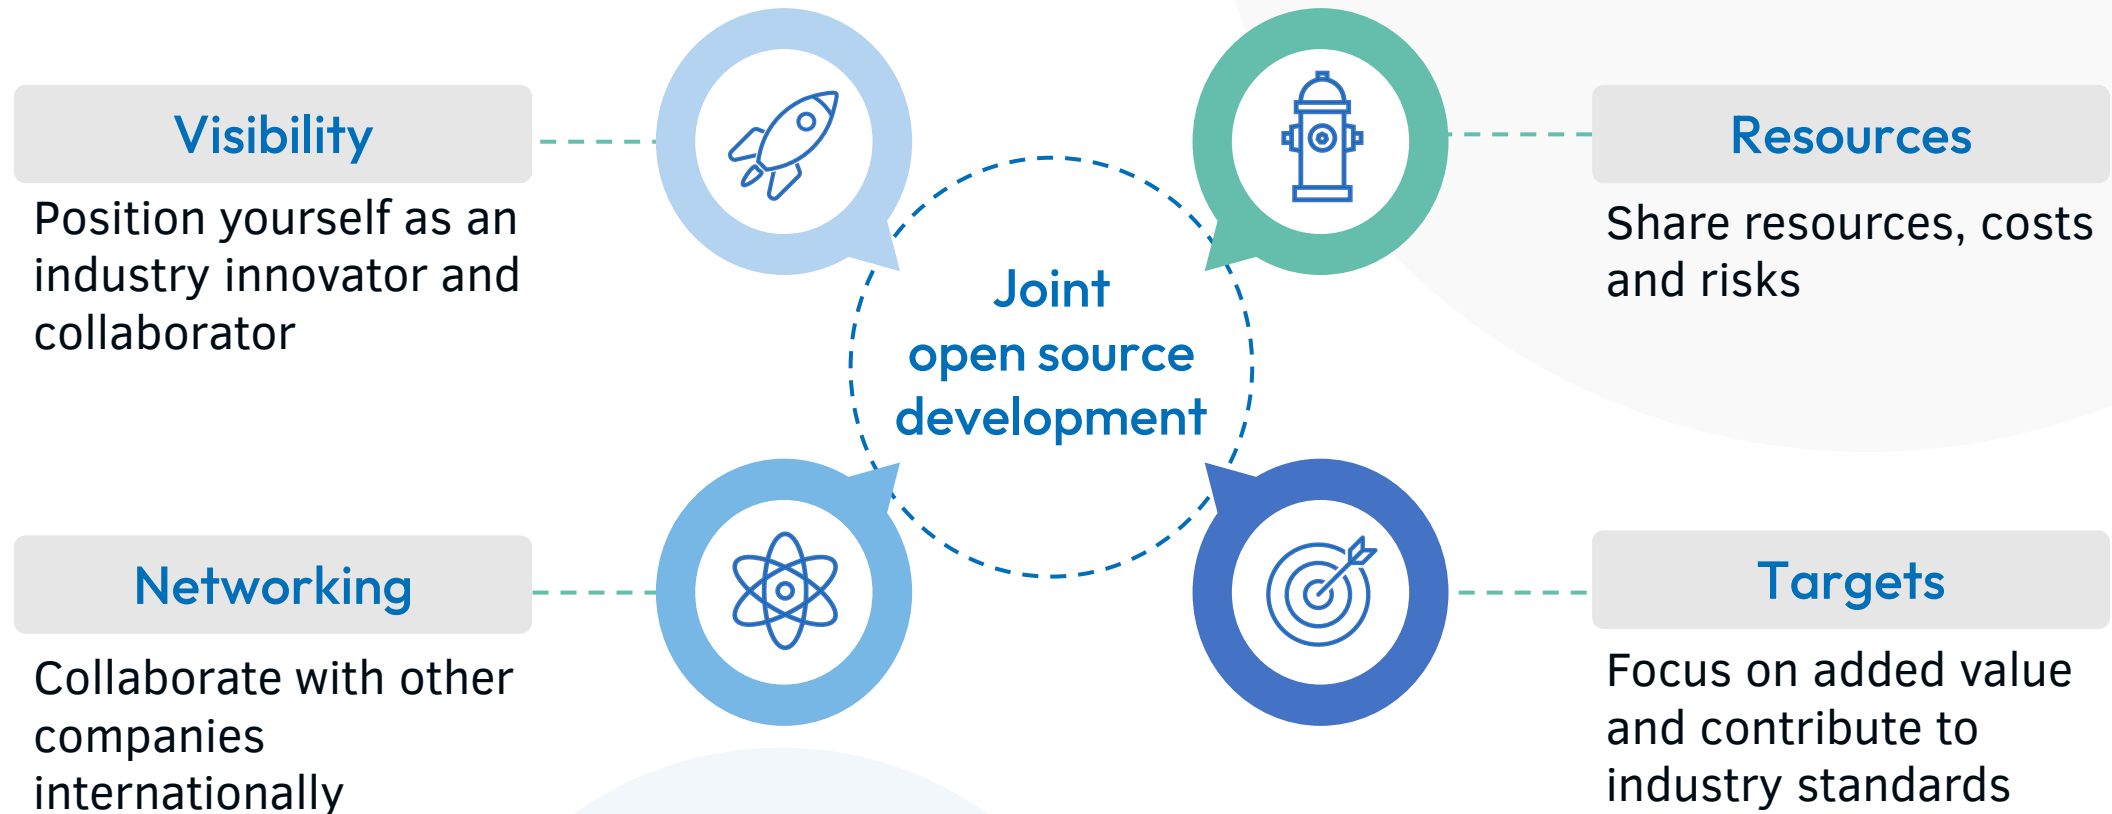 Visibility
Position yourself as an
industry innovator and
collaborator
Resources
Share resources, costs
and risks
Joint
open source
development
Networking
Collaborate with other
companies
internationally
Targets
Focus on added value
and contribute to
industry standards